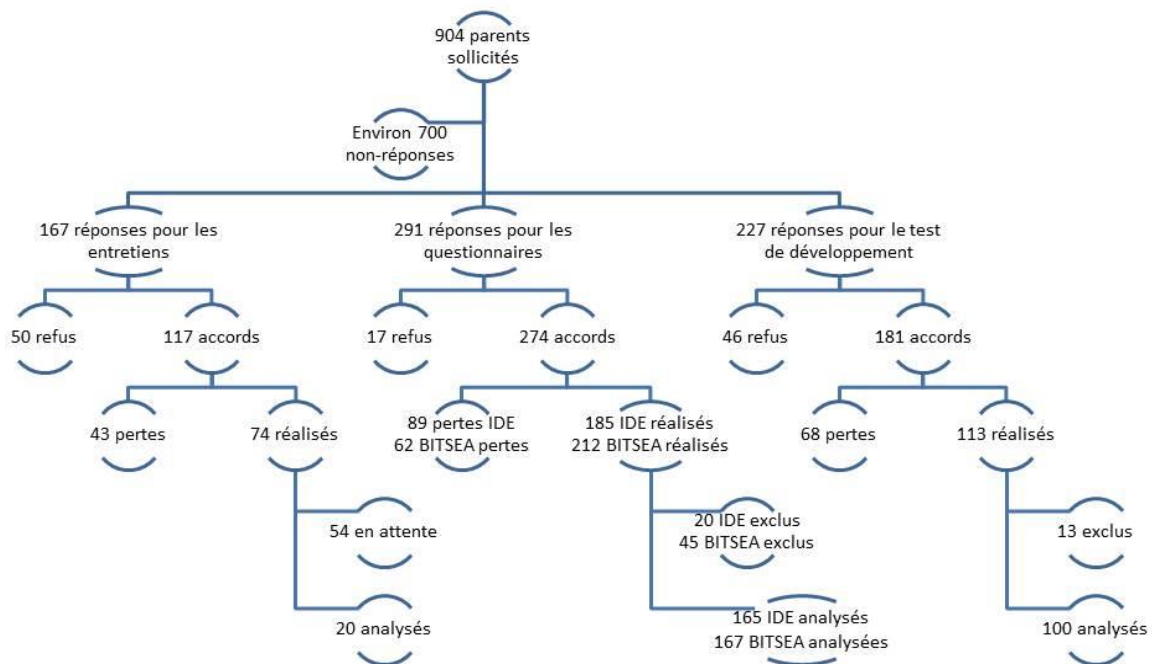 904 parents
sollicités
Environ 700
non-réponses
167 réponses pour les
entretiens
291 réponses pour les
questionnaires
227 réponses pour le test
de développement
50 refus
117 accords
17 refus
274 accords
46 refus
181 accords
43 pertes
74 réalisés
89 pertes IDE
62 BITSEA pertes
185 IDE réalisés
212 BITSEA réalisés
68 pertes
113 réalisés
54 en attente
20 IDE exclus
45 BITSEA exclus
13 exclus
20 analysés
165 IDE analysés
167 BITSEA analysées
100 analysés